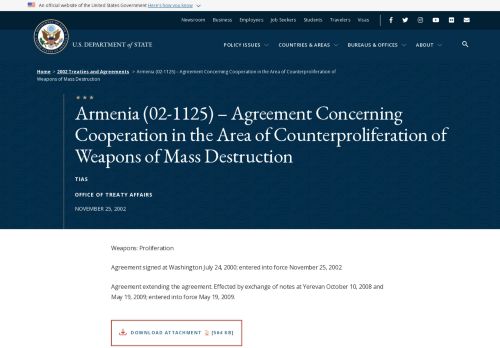 An official website of the United States Government Here's how you know
Newsroom Business Employees Job Seekers Students Travelers Visas
U.S. DEPARTMENT of STATE
POLICY ISSUES COUNTRIES & AREAS BUREAUS & OFFICES ABOUT
Home > 2002 Treaties and Agreements > Armenia (02-1125) – Agreement Concerning Cooperation in the Area of Counterproliferation of
Weapons of Mass Destruction
Armenia (02-1125) – Agreement Concerning
Cooperation in the Area of Counterproliferation of
Weapons of Mass Destruction
TIAS
OFFICE OF TREATY AFFAIRS
NOVEMBER 25, 2002
Weapons: Proliferation
Agreement signed at Washington July 24, 2000; entered into force November 25, 2002.
Agreement extending the agreement. Effected by exchange of notes at Yerevan October 10, 2008 and
May 19, 2009; entered into force May 19, 2009.
DOWNLOAD ATTACHMENT [564 KB]